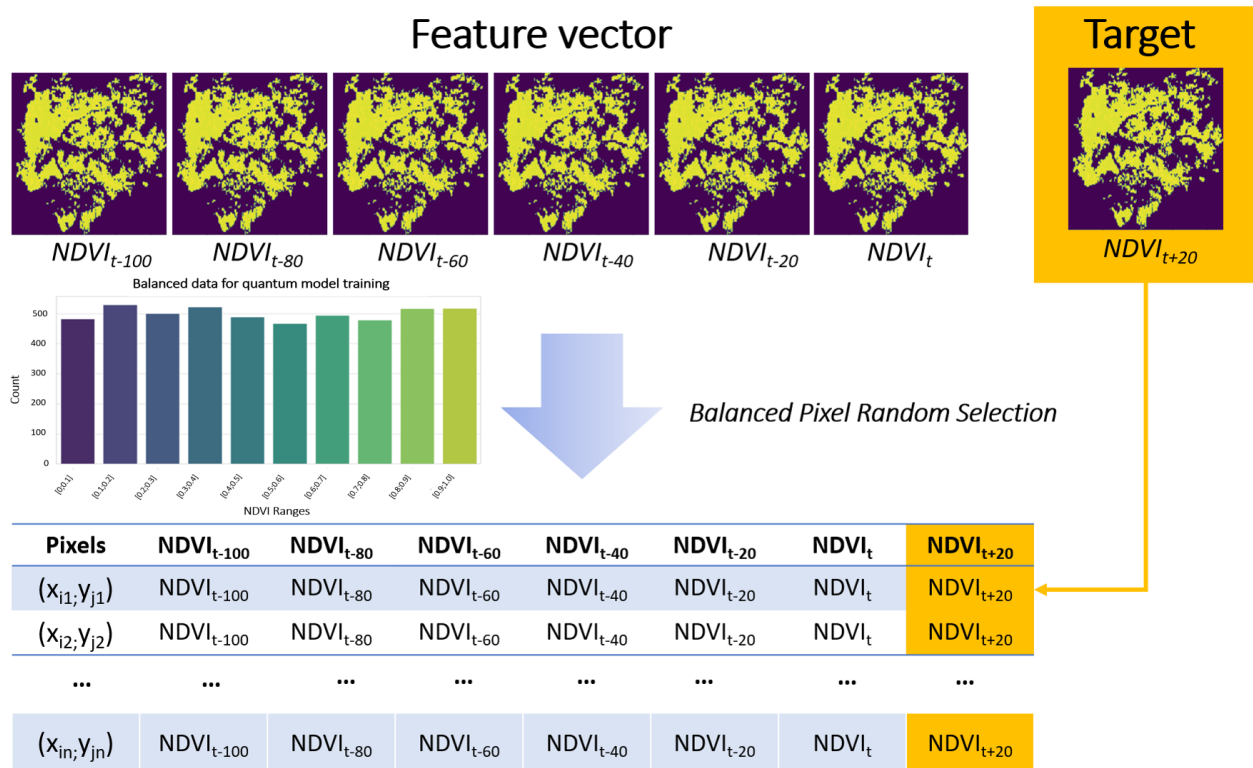 Feature vector
Target
NDVIt-100 NDVIt-80 NDVIt-60 NDVIt-40 NDVIt-20 NDVIt
NDVIt+20
Balanced data for quantum model training
Count
500
400
300
200
100
0
[0;0.1] [0.1;0.2] [0.2;0.3] [0.3;0.4] [0.4;0.5] [0.5;0.6] [0.6;0.7] [0.7;0.8] [0.8;0.9] [0.9;1.0]
NDVI Ranges
Balanced Pixel Random Selection
Pixels NDVIt-100 NDVIt-80 NDVIt-60 NDVIt-40 NDVIt-20 NDVIt NDVIt+20
(xi1;yj1) NDVIt-100 NDVIt-80 NDVIt-60 NDVIt-40 NDVIt-20 NDVIt NDVIt+20
(xi2;yj2) NDVIt-100 NDVIt-80 NDVIt-60 NDVIt-40 NDVIt-20 NDVIt NDVIt+20
... ... ... ... ... ... ... ...
(xin;yjn) NDVIt-100 NDVIt-80 NDVIt-60 NDVIt-40 NDVIt-20 NDVIt NDVIt+20